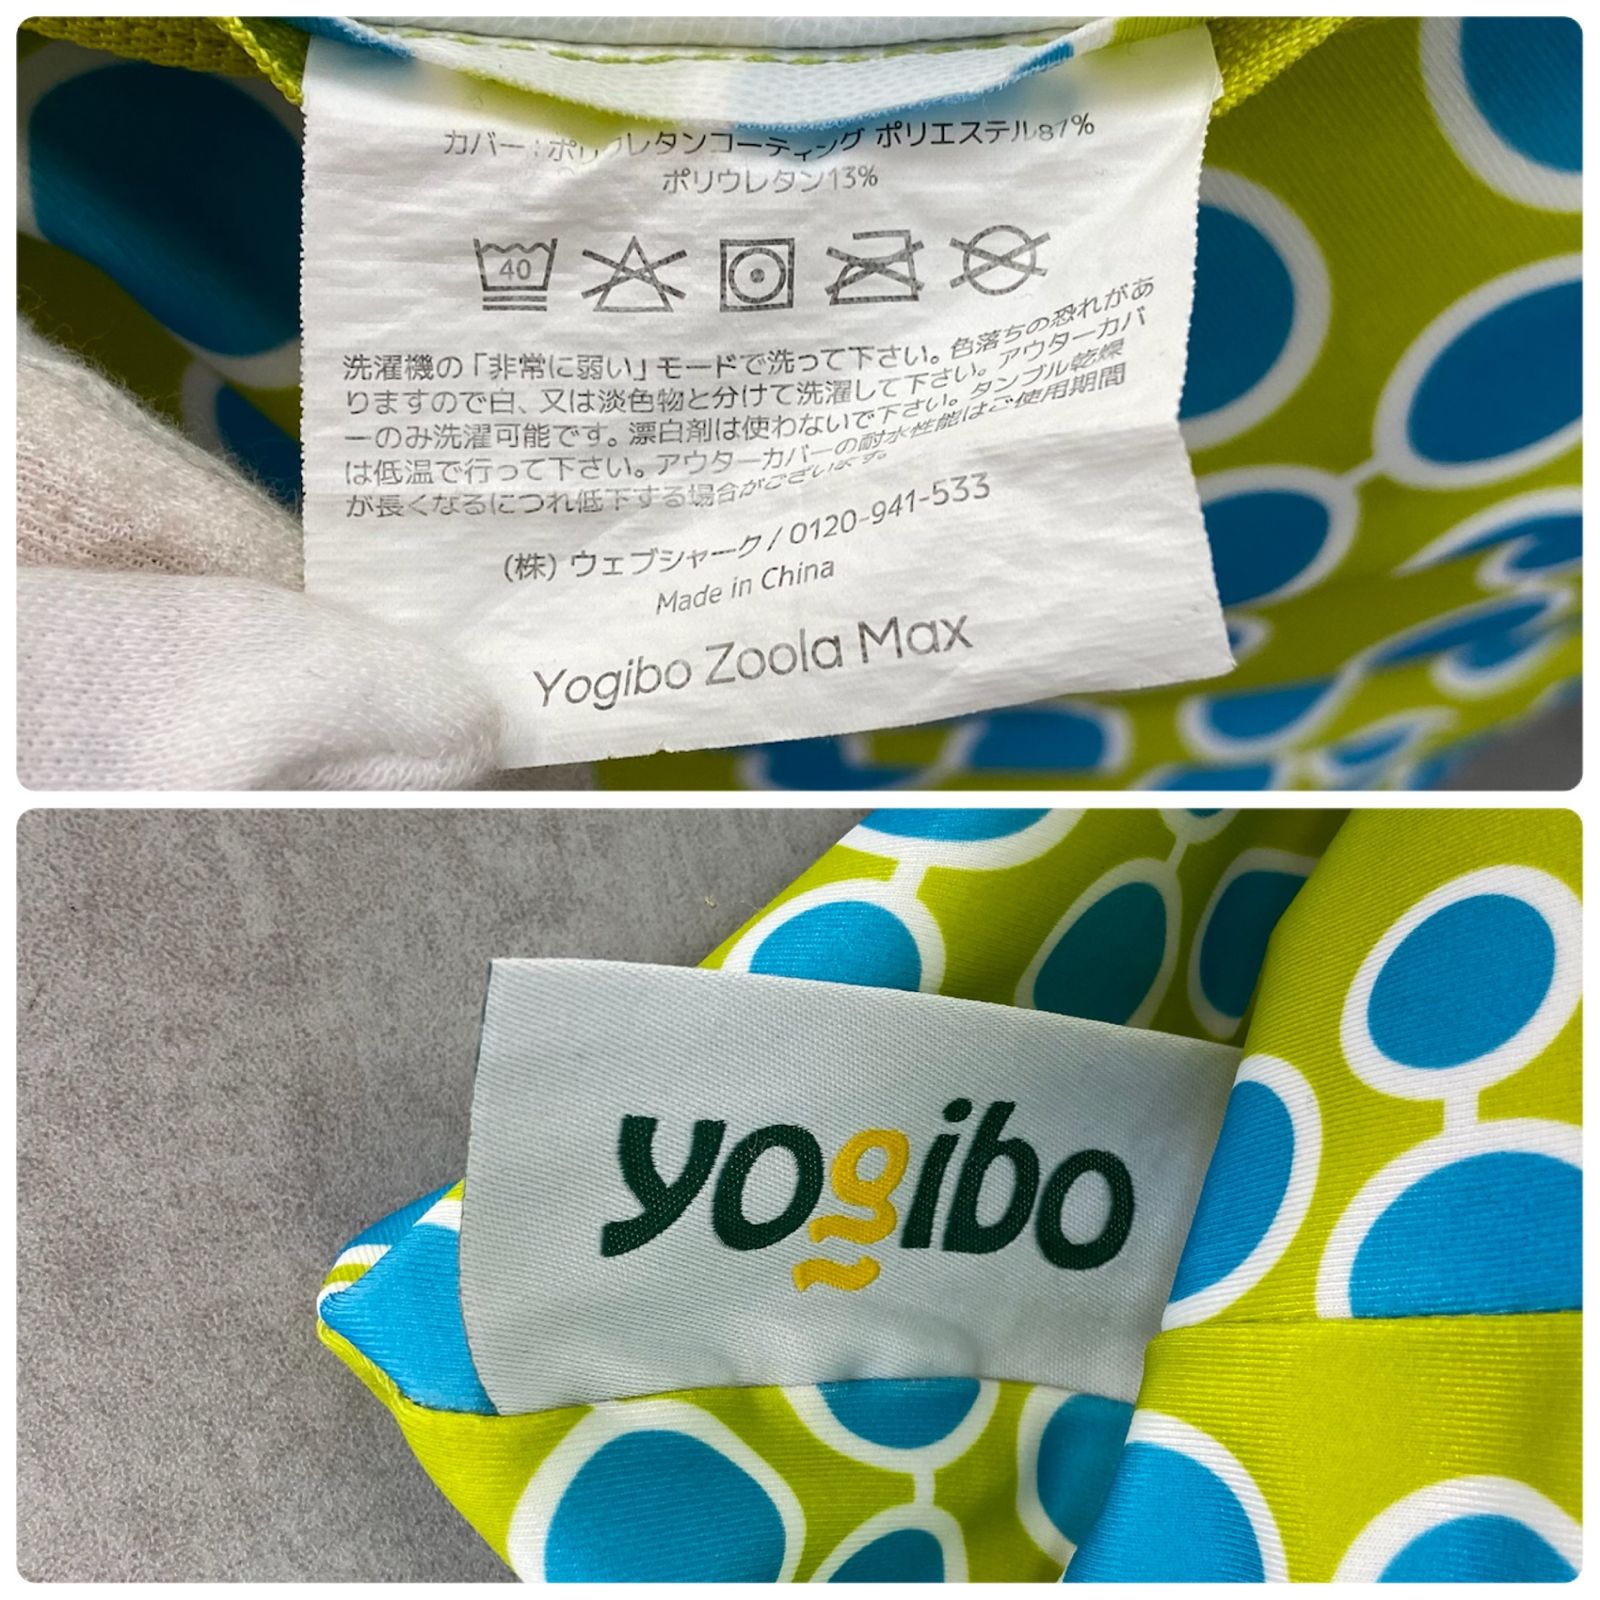 カバー：ポリウレタンコーティング ポリエステル87%
ポリウレタン13%
40
洗濯機の「非常に弱い」モードで洗って下さい。色落ちの恐れがあ
りますので白、又は淡色物と分けて洗濯して下さい。アウターカバ
ーのみ洗濯可能です。漂白剤は使わないで下さい。タンブル乾燥
は低温で行って下さい。アウターカバーの耐水性能はご使用期間
が長くなるにつれ低下する場合がございます。
(株) ウェブシャーク / 0120-941-533
Made in China
Yogibo Zoola Max
yogibo